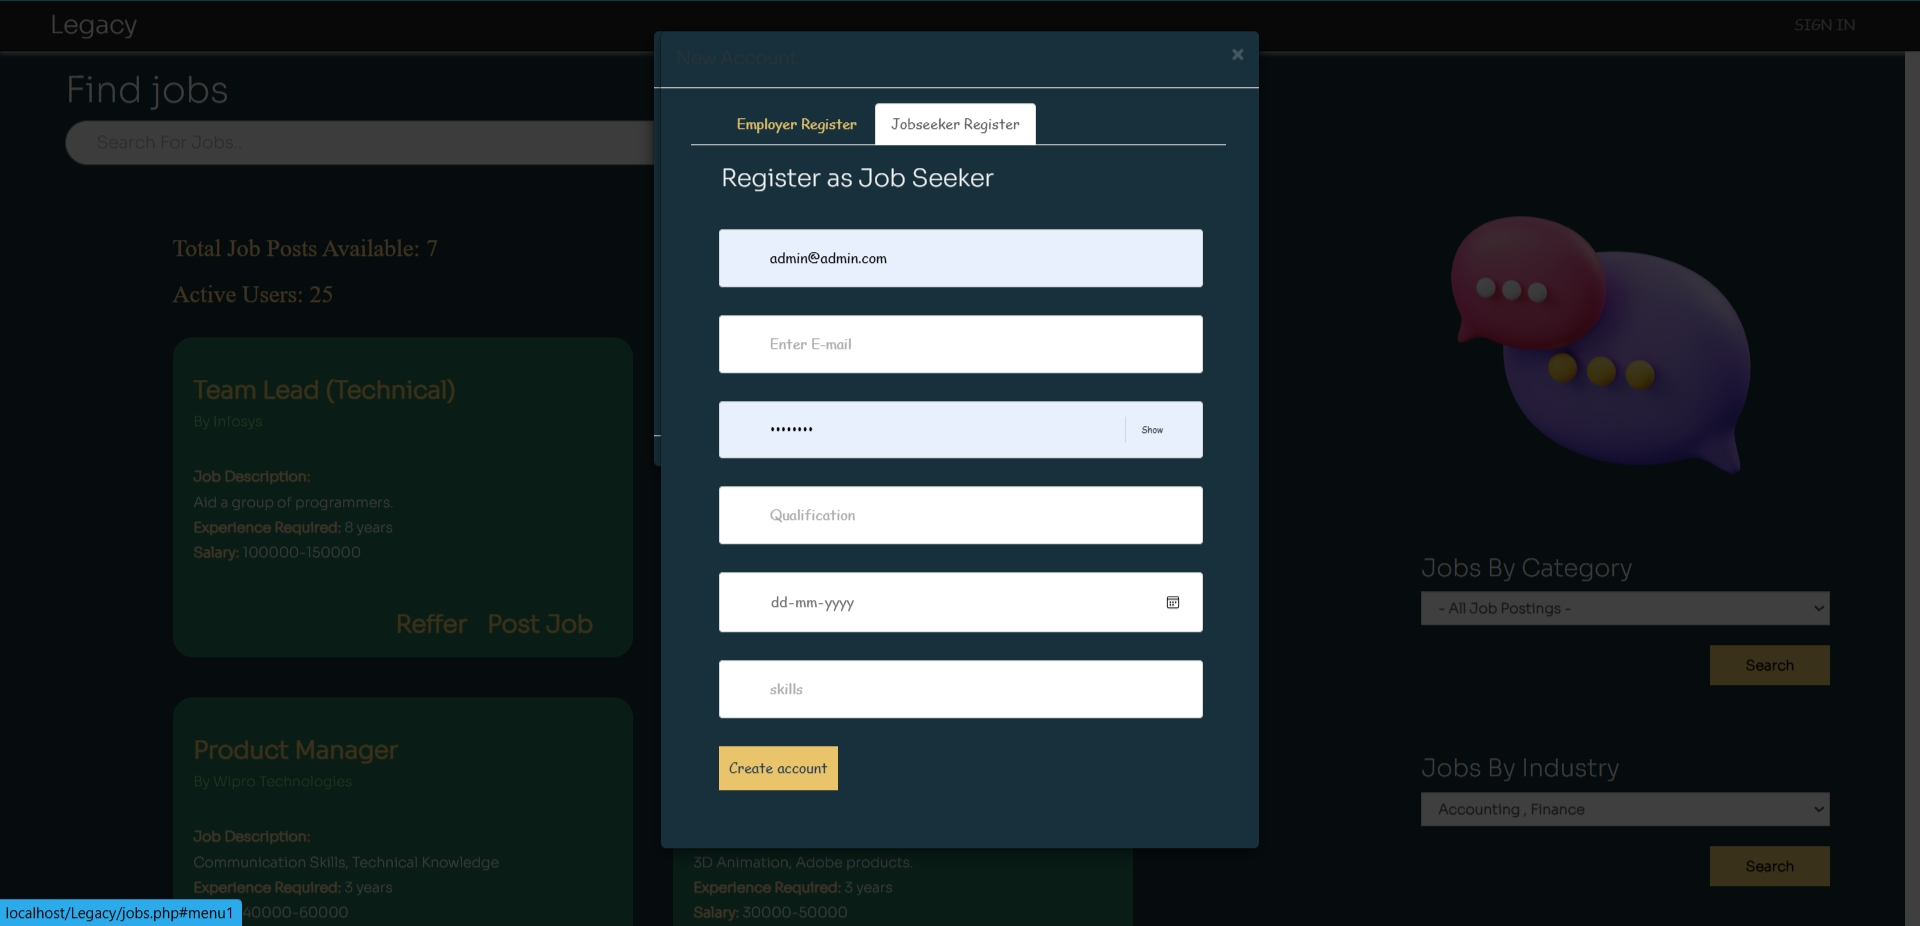 Legacy
SIGN IN
New Account
×
Find jobs
Search For Jobs..
Employer Register
Jobseeker Register
Register as Job Seeker
admin@admin.com
Enter E-mail
••••••••
Show
Qualification
dd-mm-yyyy
skills
Create account
Total Job Posts Available: 7
Active Users: 25
Team Lead (Technical)
By Infosys
Job Description:
Aid a group of programmers.
Experience Required: 8 years
Salary: 100000-150000
Reffer Post Job
Product Manager
By Wipro Technologies
Job Description:
Communication Skills, Technical Knowledge
Experience Required: 3 years
40000-60000
3D Animation, Adobe products.
Experience Required: 3 years
Salary: 30000-50000
Jobs By Category
- All Job Postings -
Search
Jobs By Industry
Accounting , Finance
Search
localhost/Legacy/jobs.php#menu1